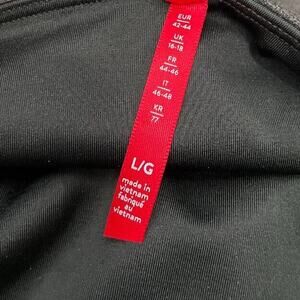 EUR
42-44
UK
16-18
FR
44-46
IT
46-48
KR
77
L/G
made in
vietnam
fabriqué
au
vietnam